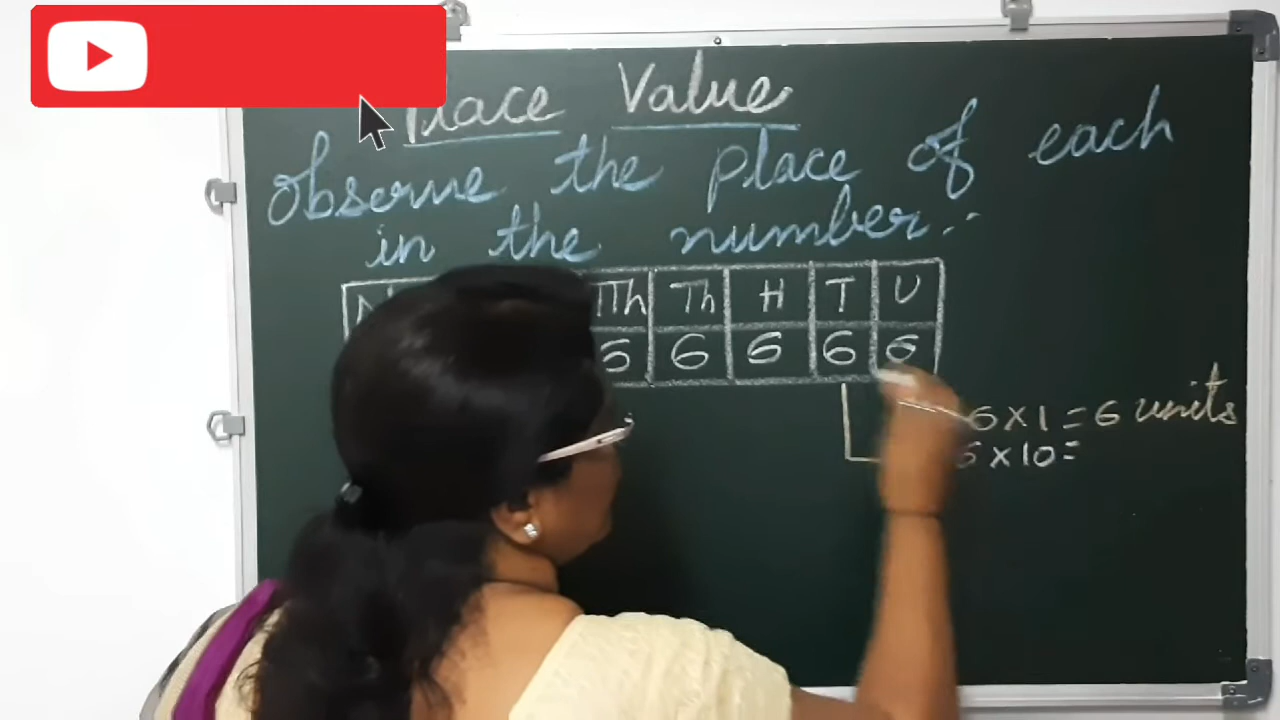 Place Value
observe the place of each
in the number:
TTh Th H T U
6 6 6 6 6
6 x 1 = 6 units
6 x 10 =